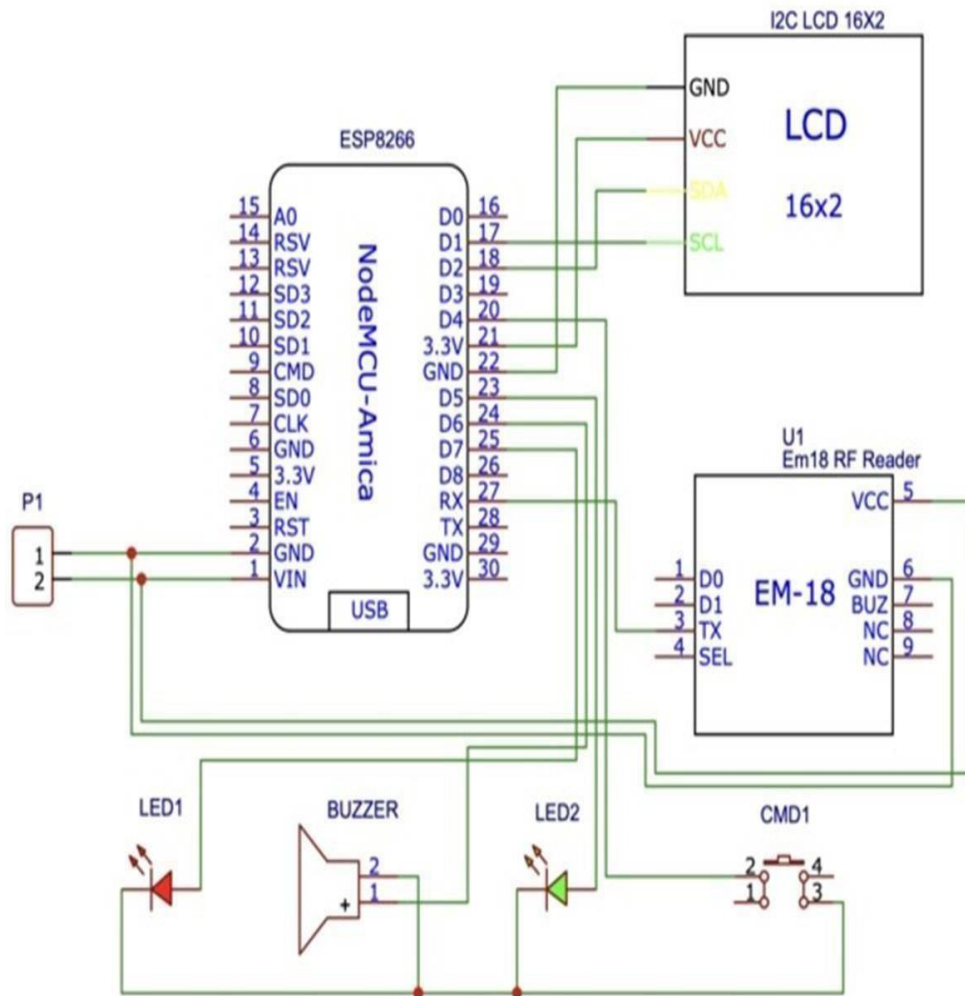 I2C LCD 16X2
GND
VCC
SDA
SCL
LCD
16x2
ESP8266
NodeMCU-Amica
15 A0
14 RSV
13 RSV
12 SD3
11 SD2
10 SD1
9 CMD
8 SD0
7 CLK
6 GND
5 3.3V
4 EN
3 RST
2 GND
1 VIN
D0 16
D1 17
D2 18
D3 19
D4 20
3.3V 21
GND 22
D5 23
D6 24
D7 25
D8 26
RX 27
TX 28
GND 29
3.3V 30
USB
P1
1
2
U1
Em18 RF Reader
EM-18
1 D0
2 D1
3 TX
4 SEL
VCC 5
GND 6
BUZ 7
NC 8
NC 9
LED1
BUZZER
2
1
+
LED2
CMD1
2 4
1 3